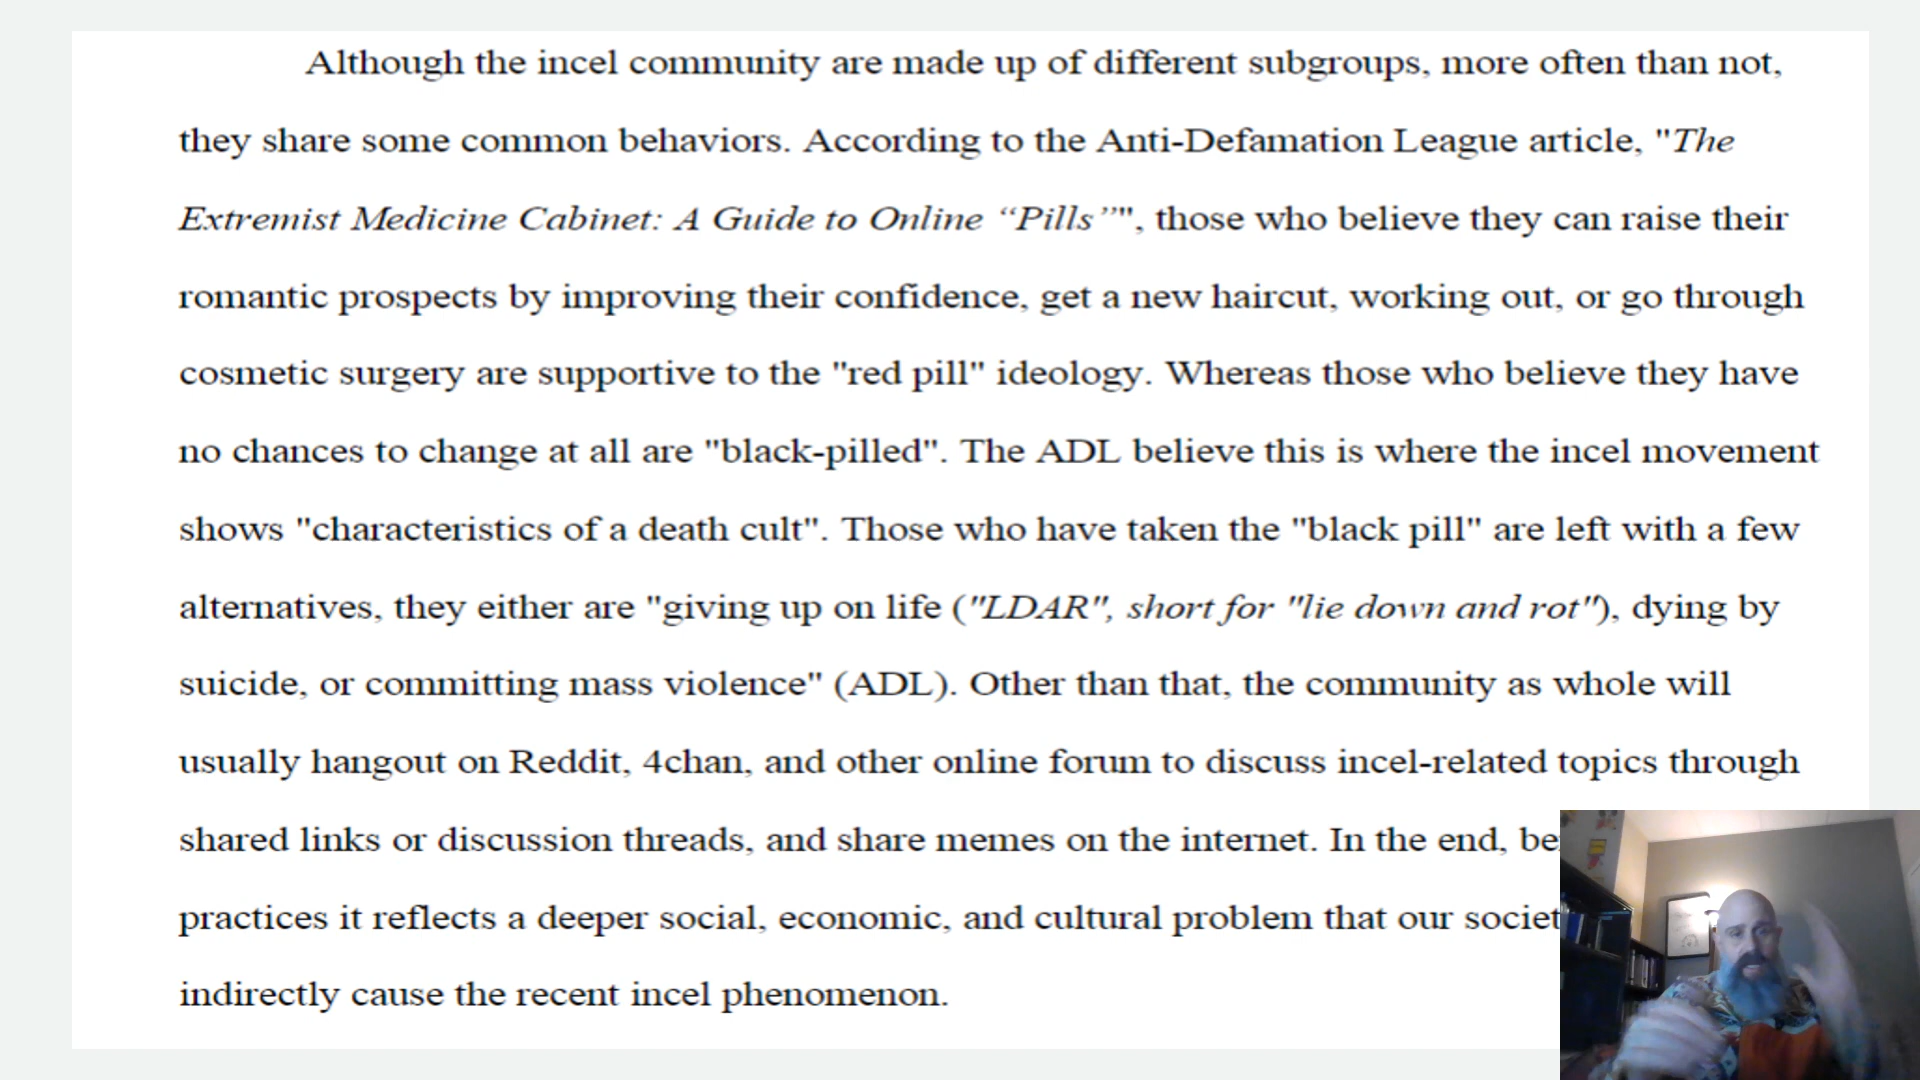 Although the incel community are made up of different subgroups, more often than not,
they share some common behaviors. According to the Anti-Defamation League article, "The
Extremist Medicine Cabinet: A Guide to Online “Pills”", those who believe they can raise their
romantic prospects by improving their confidence, get a new haircut, working out, or go through
cosmetic surgery are supportive to the "red pill" ideology. Whereas those who believe they have
no chances to change at all are "black-pilled". The ADL believe this is where the incel movement
shows "characteristics of a death cult". Those who have taken the "black pill" are left with a few
alternatives, they either are "giving up on life ("LDAR", short for "lie down and rot"), dying by
suicide, or committing mass violence" (ADL). Other than that, the community as whole will
usually hangout on Reddit, 4chan, and other online forum to discuss incel-related topics through
shared links or discussion threads, and share memes on the internet. In the end,
practices it reflects a deeper social, economic, and cultural problem that our
indirectly cause the recent incel phenomenon.